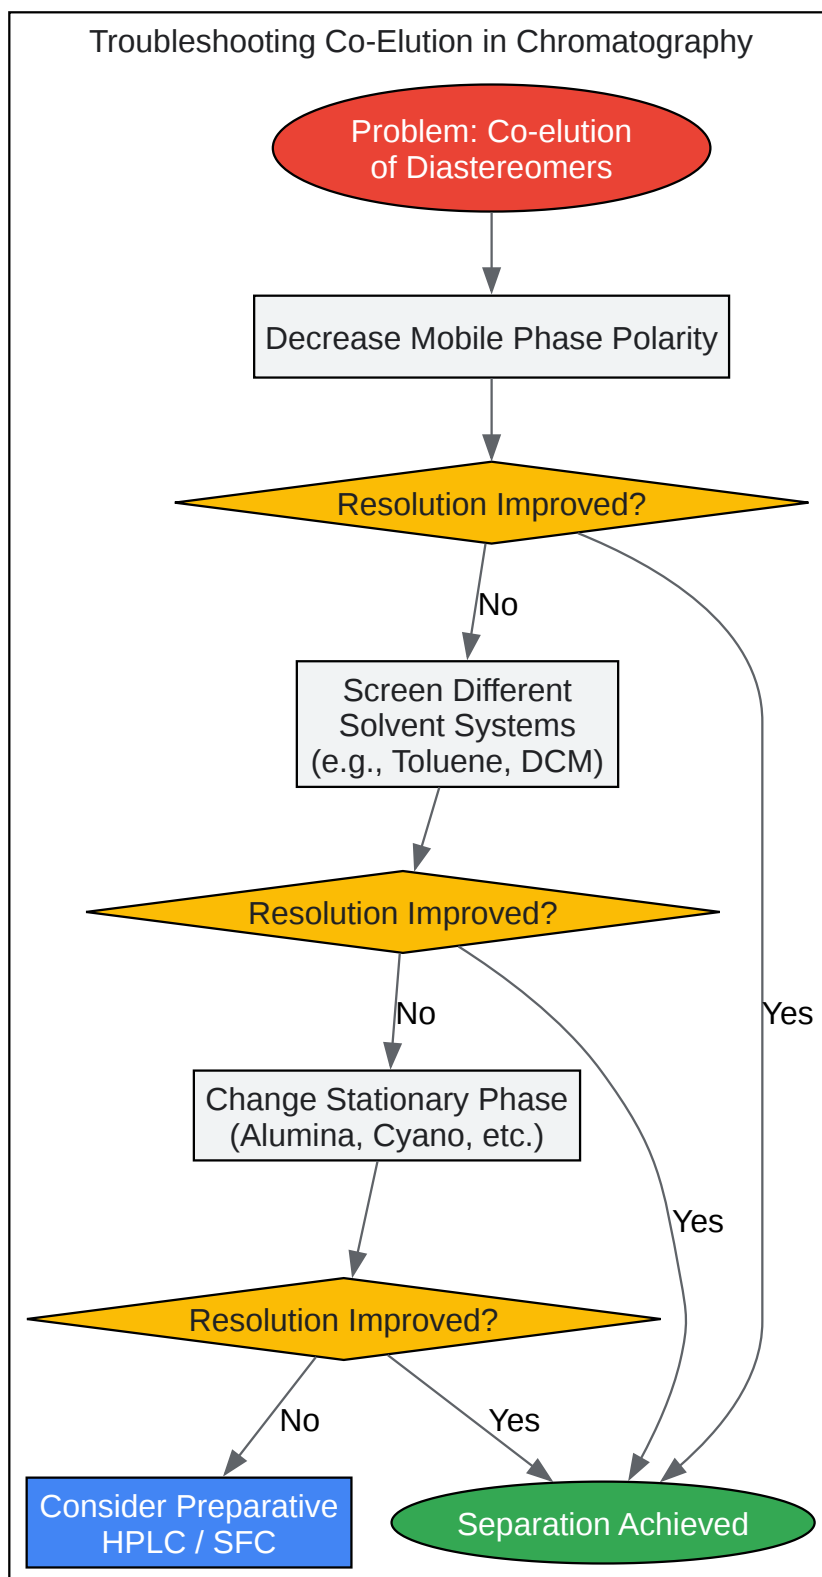 Troubleshooting Co-Elution in Chromatography
Problem: Co-elution
of Diastereomers
Decrease Mobile Phase Polarity
Resolution Improved?
No
Screen Different
Solvent Systems
(e.g., Toluene, DCM)
Resolution Improved?
No
Yes
Change Stationary Phase
(Alumina, Cyano, etc.)
Yes
Resolution Improved?
No
Yes
Consider Preparative
HPLC / SFC
Separation Achieved